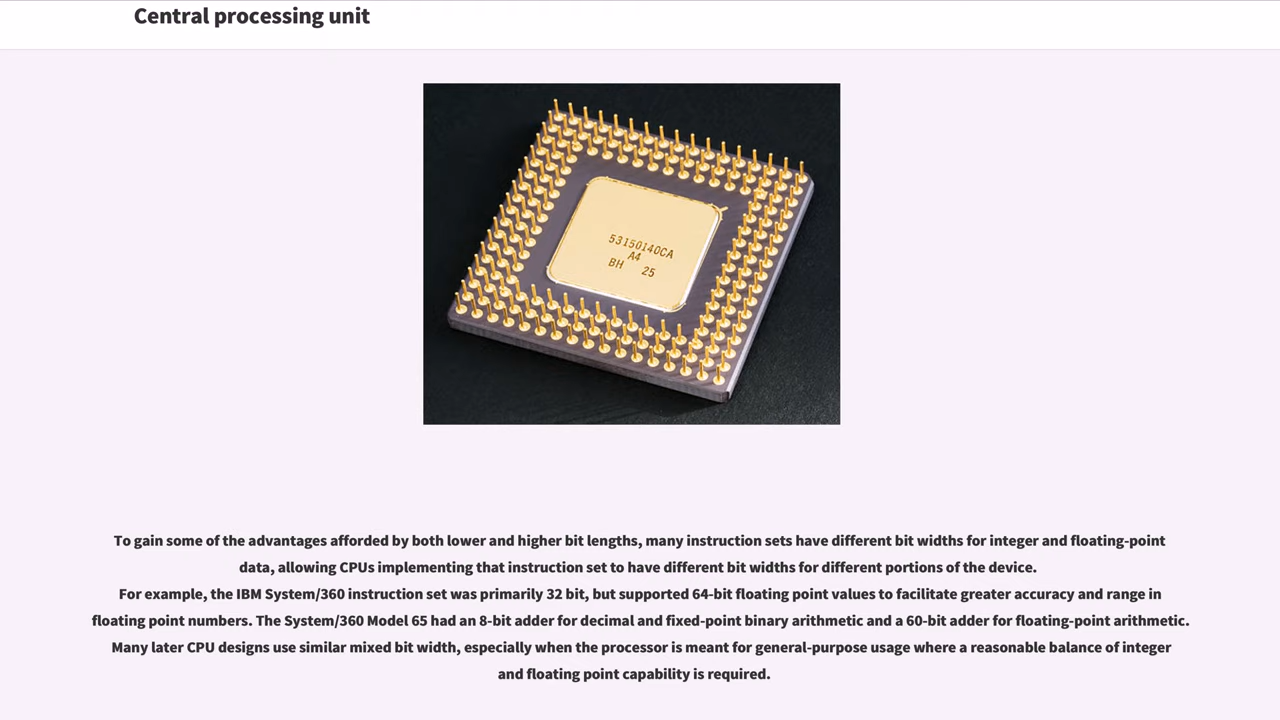 Central processing unit
53150140CA
A4
BH 25
To gain some of the advantages afforded by both lower and higher bit lengths, many instruction sets have different bit widths for integer and floating-point
data, allowing CPUs implementing that instruction set to have different bit widths for different portions of the device.
For example, the IBM System/360 instruction set was primarily 32 bit, but supported 64-bit floating point values to facilitate greater accuracy and range in
floating point numbers. The System/360 Model 65 had an 8-bit adder for decimal and fixed-point binary arithmetic and a 60-bit adder for floating-point arithmetic.
Many later CPU designs use similar mixed bit width, especially when the processor is meant for general-purpose usage where a reasonable balance of integer
and floating point capability is required.